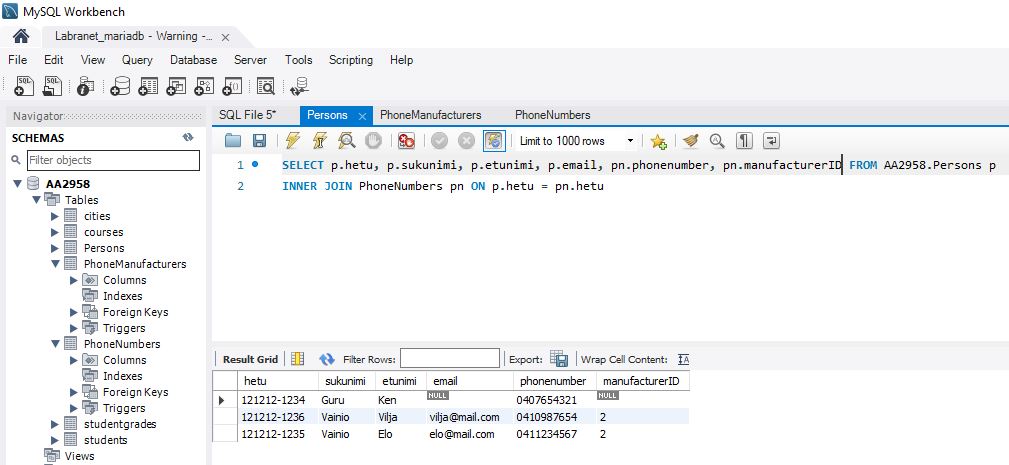 MySQL Workbench
Labranet_mariadb - Warning -... ×
File Edit View Query Database Server Tools Scripting Help
Navigator
SCHEMAS
Filter objects
AA2958
Tables
cities
courses
Persons
PhoneManufacturers
Columns
Indexes
Foreign Keys
Triggers
PhoneNumbers
Columns
Indexes
Foreign Keys
Triggers
studentgrades
students
Views
SQL File 5* Persons × PhoneManufacturers PhoneNumbers
Limit to 1000 rows
1 SELECT p.hetu, p.sukunimi, p.etunimi, p.email, pn.phonenumber, pn.manufacturerID FROM AA2958.Persons p
2 INNER JOIN PhoneNumbers pn ON p.hetu = pn.hetu
Result Grid Filter Rows: Export: Wrap Cell Content:
hetu sukunimi etunimi email phonenumber manufacturerID
121212-1234 Guru Ken NULL 0407654321 NULL
121212-1236 Vainio Vilja vilja@mail.com 0410987654 2
121212-1235 Vainio Elo elo@mail.com 0411234567 2